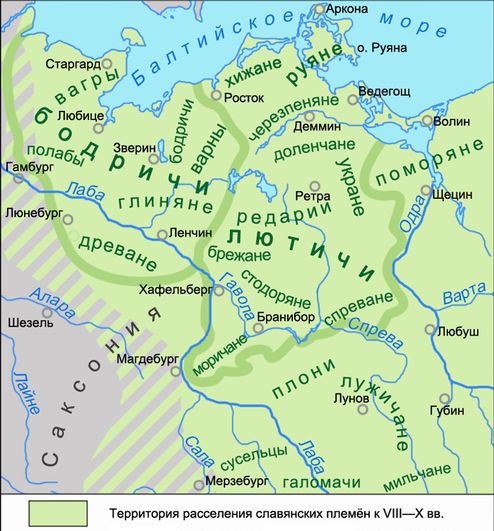 Аркона
Балтийское море
о. Руяна
Старгард
хижане
руяне
вагры
Росток
Ведегощ
Любице
черезпеняне
Волин
бодричи
бодричи
варны
Деммин
полабы
Зверин
доленчане
поморяне
Гамбург
укране
Лаба
глиняне
Ретра
Щецин
Люнебург
редарии
Одра
Ленчин
лютичи
древане
брежане
Хафельберг
Гавола
стодоряне
Алара
Варта
спреване
Шезель
Бранибор
Спрева
Любуш
Саксония
Магдебург
моричане
плони
Лайне
лужичане
Лунов
Губин
Сала
сусельцы
Лаба
мильчане
Мерзебург
галомачи
Территория расселения славянских племён к VIII—X вв.